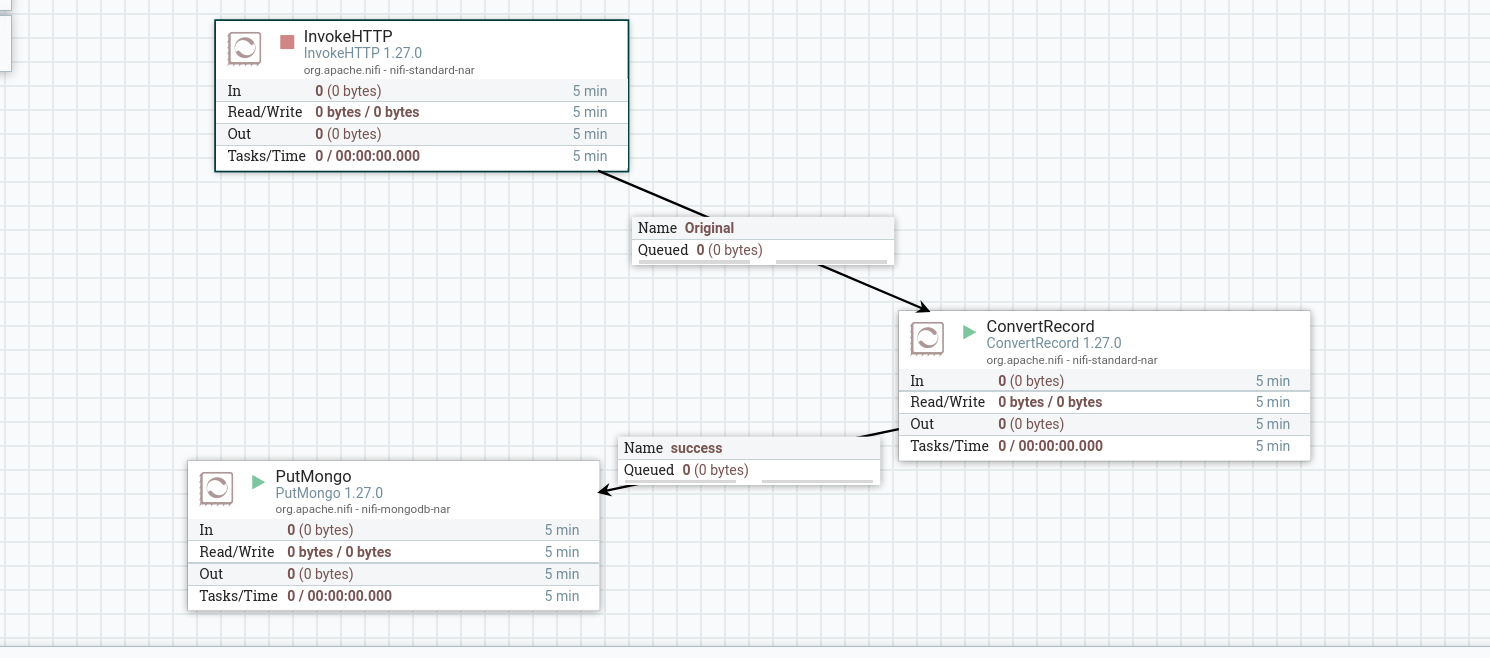 InvokeHTTP
InvokeHTTP 1.27.0
org.apache.nifi - nifi-standard-nar
In 0 (0 bytes) 5 min
Read/Write 0 bytes / 0 bytes 5 min
Out 0 (0 bytes) 5 min
Tasks/Time 0 / 00:00:00.000 5 min
Name Original
Queued 0 (0 bytes)
ConvertRecord
ConvertRecord 1.27.0
org.apache.nifi - nifi-standard-nar
In 0 (0 bytes) 5 min
Read/Write 0 bytes / 0 bytes 5 min
Out 0 (0 bytes) 5 min
Tasks/Time 0 / 00:00:00.000 5 min
Name success
Queued 0 (0 bytes)
PutMongo
PutMongo 1.27.0
org.apache.nifi - nifi-mongodb-nar
In 0 (0 bytes) 5 min
Read/Write 0 bytes / 0 bytes 5 min
Out 0 (0 bytes) 5 min
Tasks/Time 0 / 00:00:00.000 5 min